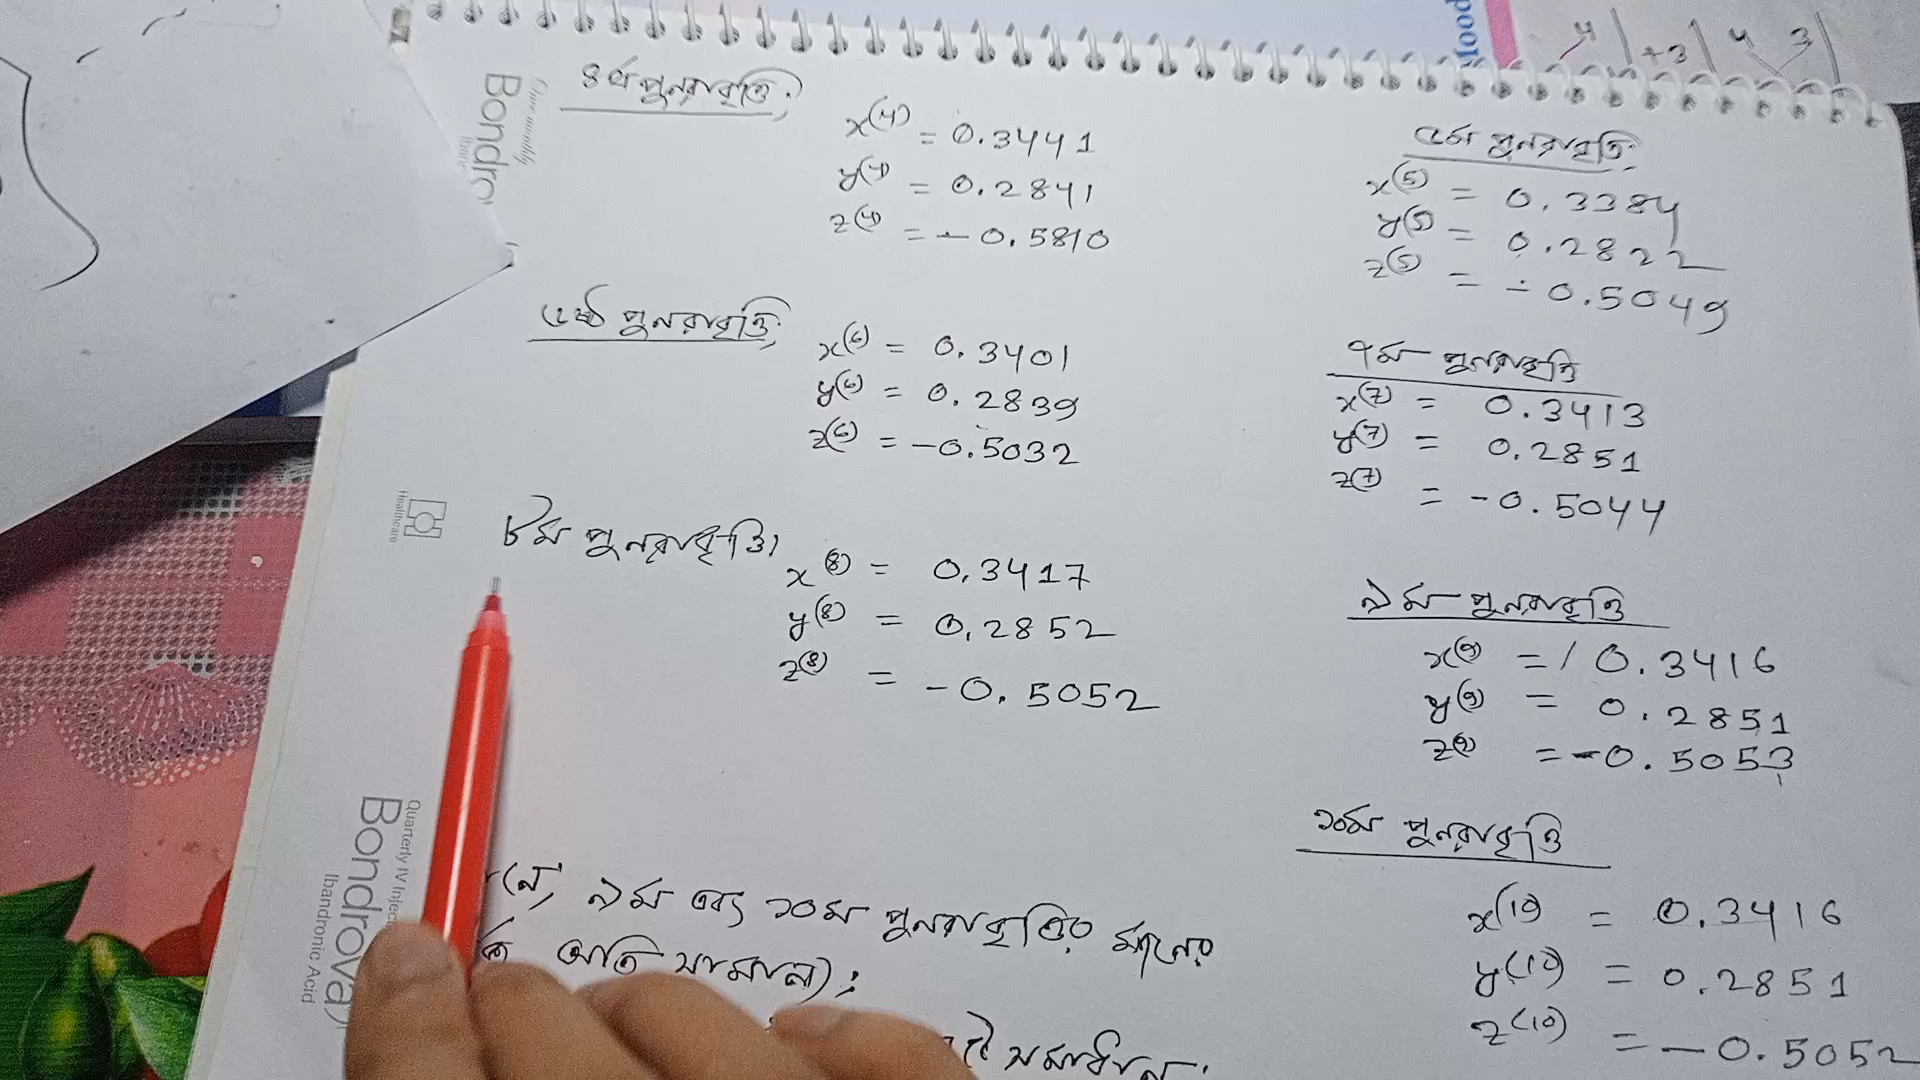 ৪র্থ পুনরাবৃত্তি:
x(4) = 0.3441
y(4) = 0.2841
z(4) = - 0.5810
৫ম পুনরাবৃত্তি:
x(5) = 0.3384
y(5) = 0.2822
z(5) = - 0.5049
৬ষ্ঠ পুনরাবৃত্তি:
x(6) = 0.3401
y(6) = 0.2839
z(6) = -0.5032
৭ম পুনরাবৃত্তি
x(7) = 0.3413
y(7) = 0.2851
z(7) = -0.5044
৮ম পুনরাবৃত্তি:
x(8) = 0.3417
y(8) = 0.2852
z(8) = -0.5052
৯ম পুনরাবৃত্তি
x(9) = 0.3416
y(9) = 0.2851
z(9) = -0.5053
১০ম পুনরাবৃত্তি
x(10) = 0.3416
y(10) = 0.2851
z(10) = -0.5052
৯ম এবং ১০ম পুনরাবৃত্তির মানের
অতি সামান্য;
সমাধান.
Bondrova
Quarterly IV Injec
Ibandronic Acid
Healthcare
Bondro